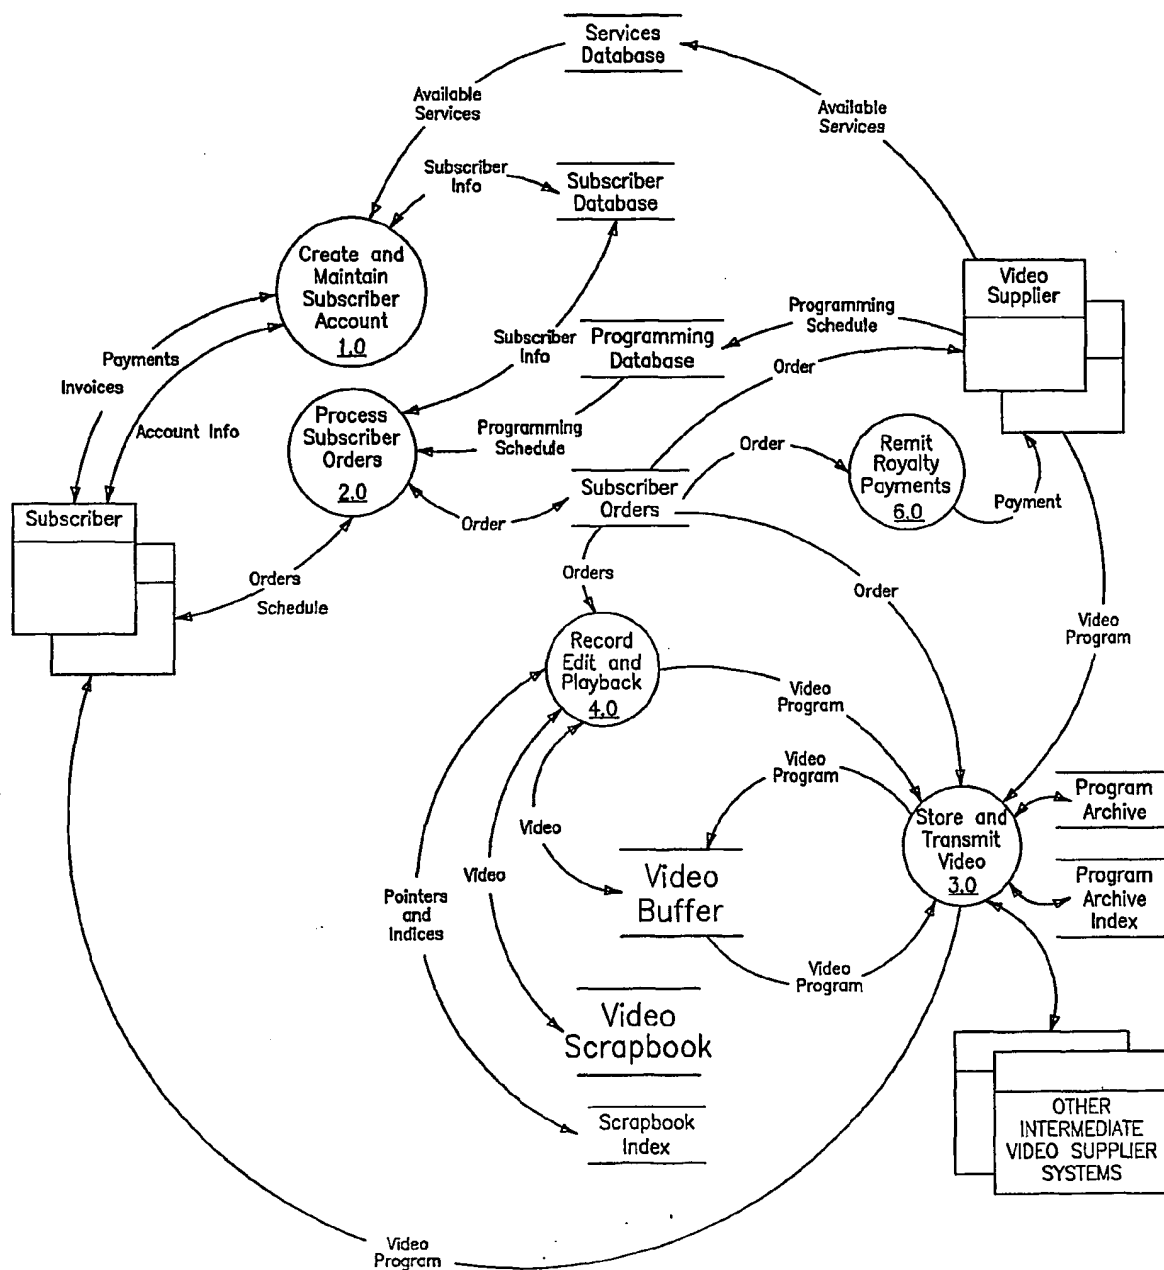 Services
Database
Available
Services
Available
Services
Subscriber
Info
Subscriber
Database
Create and
Maintain
Subscriber
Account
1.0
Video
Supplier
Programming
Schedule
Subscriber
Info
Programming
Database
Order
Payments
Invoices
Account Info
Process
Subscriber
Orders
2.0
Programming
Schedule
Order
Remit
Royalty
Payments
6.0
Payment
Subscriber
Order
Subscriber
Orders
Orders
Schedule
Orders
Order
Video
Program
Record
Edit and
Playback
4.0
Video
Program
Video
Program
Program
Archive
Store and
Transmit
Video
3.0
Video
Video
Pointers
and
Indices
Video
Buffer
Program
Archive
Index
Video
Program
Video
Scrapbook
Scrapbook
Index
OTHER
INTERMEDIATE
VIDEO SUPPLIER
SYSTEMS
Video
Program